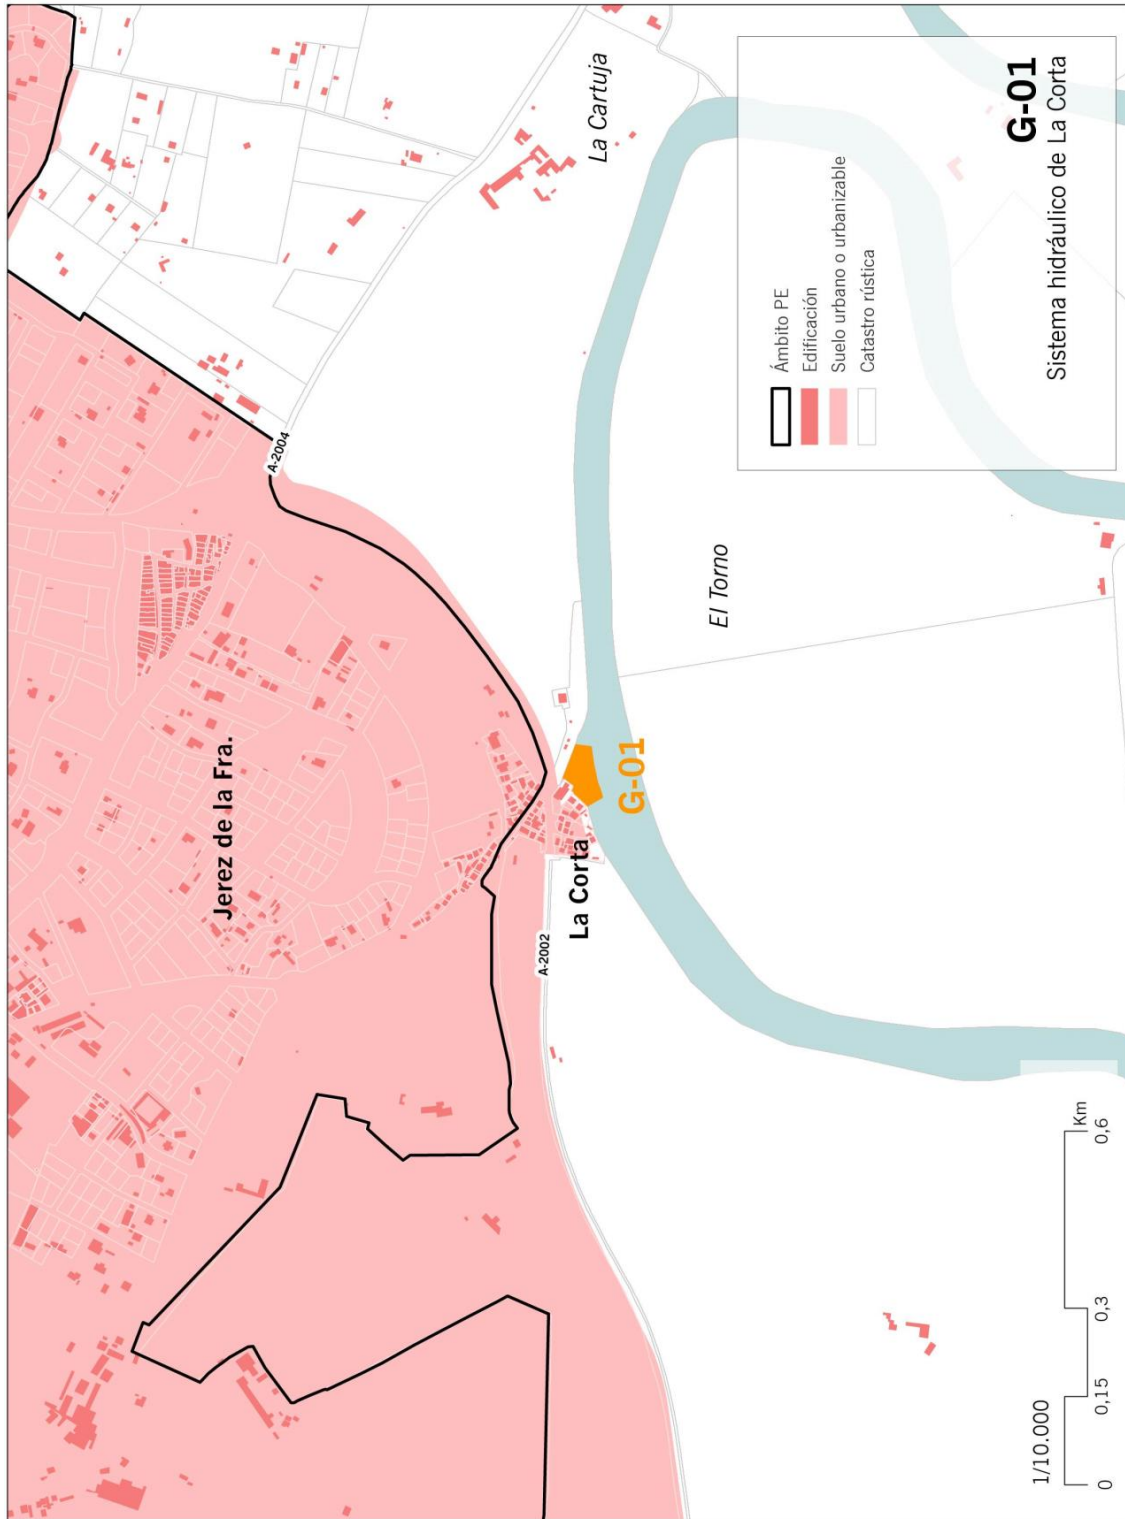 Jerez de la Fra.
A-2004
La Cartuja
A-2002
La Corta
G-01
El Torno
Ámbito PE
Edificación
Suelo urbano o urbanizable
Catastro rústica
G-01
Sistema hidráulico de La Corta
1/10.000
Km
0
0,15
0,3
0,6